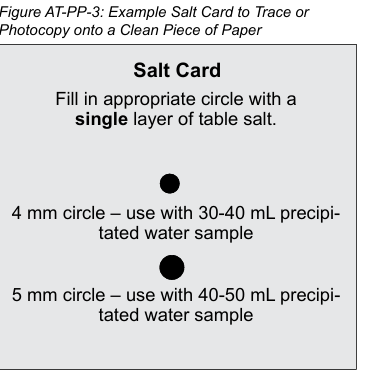 Figure AT-PP-3: Example Salt Card to Trace or
Photocopy onto a Clean Piece of Paper
Salt Card
Fill in appropriate circle with a
single layer of table salt.
4 mm circle – use with 30-40 mL precipi-
tated water sample
5 mm circle – use with 40-50 mL precipi-
tated water sample